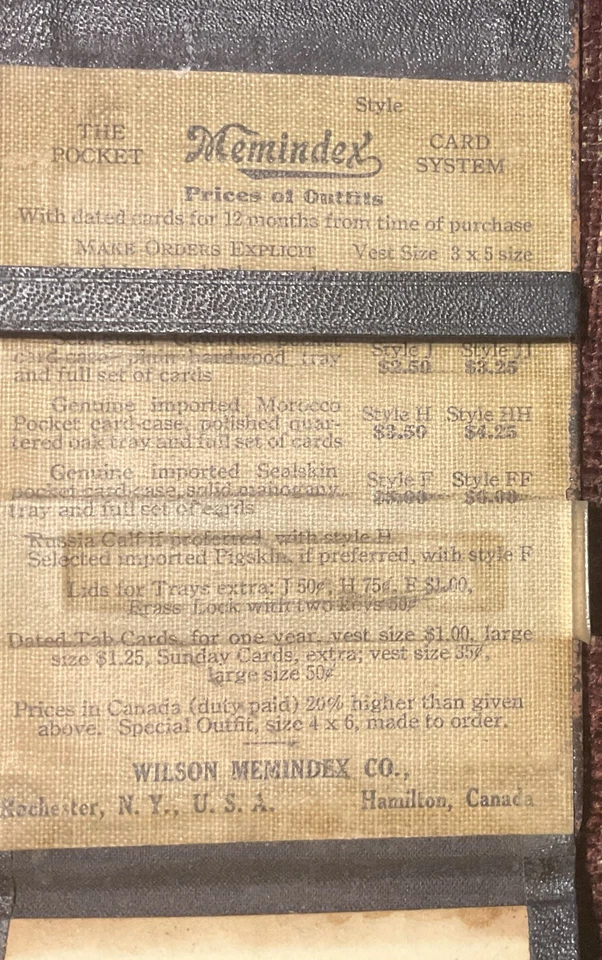 Style
THE POCKET Memindex CARD SYSTEM
Prices of Outfits
With dated cards for 12 months from time of purchase
MAKE ORDERS EXPLICIT Vest Size 3 x 5 size
card case, plain hardwood tray Style J Style JJ
and full set of cards $2.50 $3.25
Genuine imported Morocco
Pocket card case, polished quar- Style H Style HH
tered oak tray and full set of cards $3.50 $4.25
Genuine imported Sealskin
pocket card case, solid mahogany Style F Style FF
tray and full set of cards $5.00 $6.00
Russia Calf if preferred, with style H
Selected imported Pigskin, if preferred, with style F
Lids for Trays extra: J 50¢, H 75¢, F $1.00,
Brass Lock with two keys 50¢
Dated Tab Cards, for one year, vest size $1.00, large
size $1.25, Sunday Cards, extra; vest size 35¢,
large size 50¢
Prices in Canada (duty paid) 20% higher than given
above. Special Outfit, size 4 x 6, made to order.
WILSON MEMINDEX CO.,
Rochester, N. Y., U. S. A. Hamilton, Canada